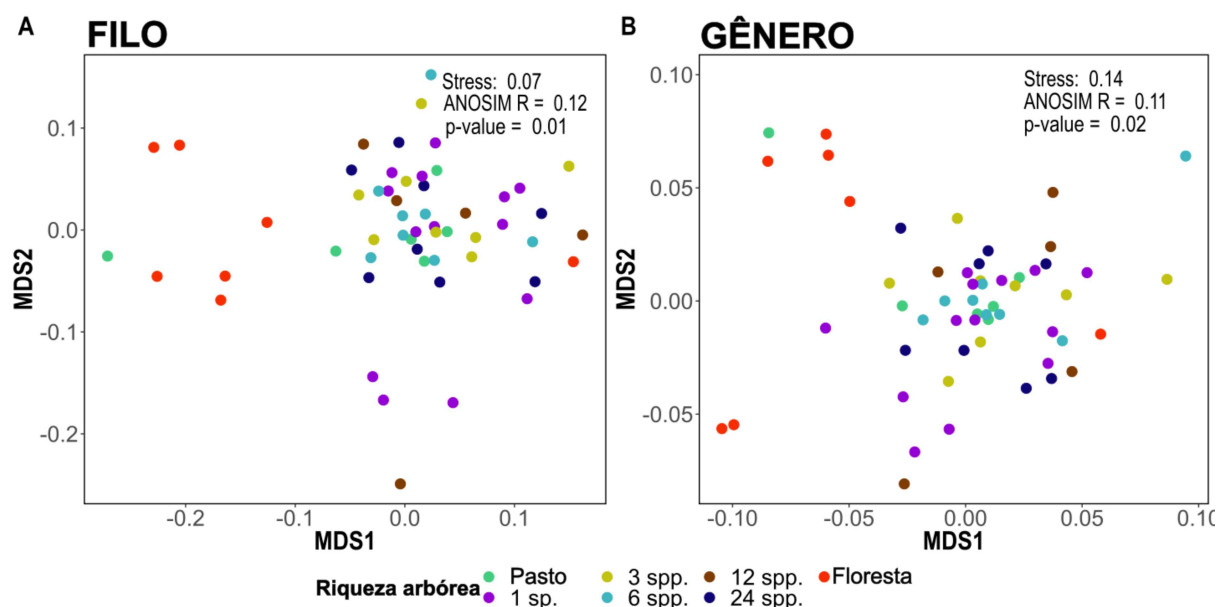 A FILO
Stress: 0.07
ANOSIM R = 0.12
p-value = 0.01
MDS2
0.1
0.0
-0.1
-0.2
-0.2 -0.1 0.0 0.1
MDS1
B GÊNERO
Stress: 0.14
ANOSIM R = 0.11
p-value = 0.02
MDS2
0.10
0.05
0.00
-0.05
-0.10 -0.05 0.00 0.05 0.10
MDS1
Riqueza arbórea
Pasto 3 spp. 12 spp. Floresta
1 sp. 6 spp. 24 spp.